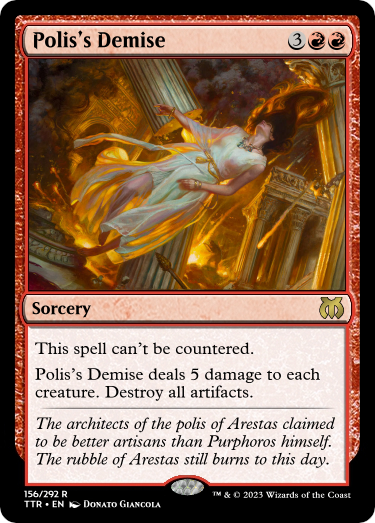 Polis's Demise 3
Sorcery
This spell can't be countered.
Polis's Demise deals 5 damage to each
creature. Destroy all artifacts.
The architects of the polis of Arestas claimed
to be better artisans than Purphoros himself.
The rubble of Arestas still burns to this day.
156/292 R
TTR • EN Donato Giancola
™ & © 2023 Wizards of the Coast